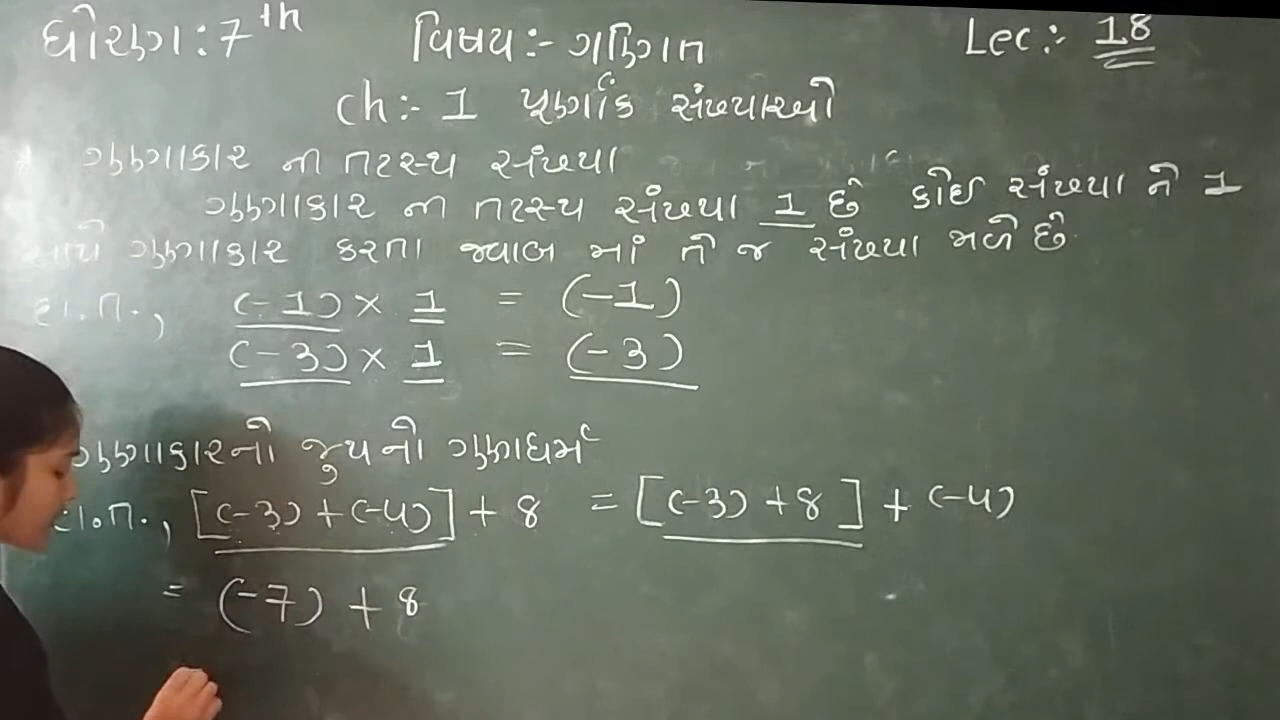 ધોરણ : 7th વિષય :- ગણિત Lec :- 18
ch :- 1 પૂર્ણાંક સંખ્યાઓ
ગુણાકાર ના તટસ્થ સંખ્યા
ગુણાકાર ના તટસ્થ સંખ્યા 1 છે કોઈ સંખ્યા ને 1
સાથે ગુણાકાર કરતા જવાબ માં તે જ સંખ્યા મળે છે.
દા.ત., (-1) × 1 = (-1)
(-3) × 1 = (-3)
ગુણાકારનો જુથનો ગુણધર્મ
દા.ત., [(-3) + (-4)] + 8 = [(-3) + 8] + (-4)
= (-7) + 8